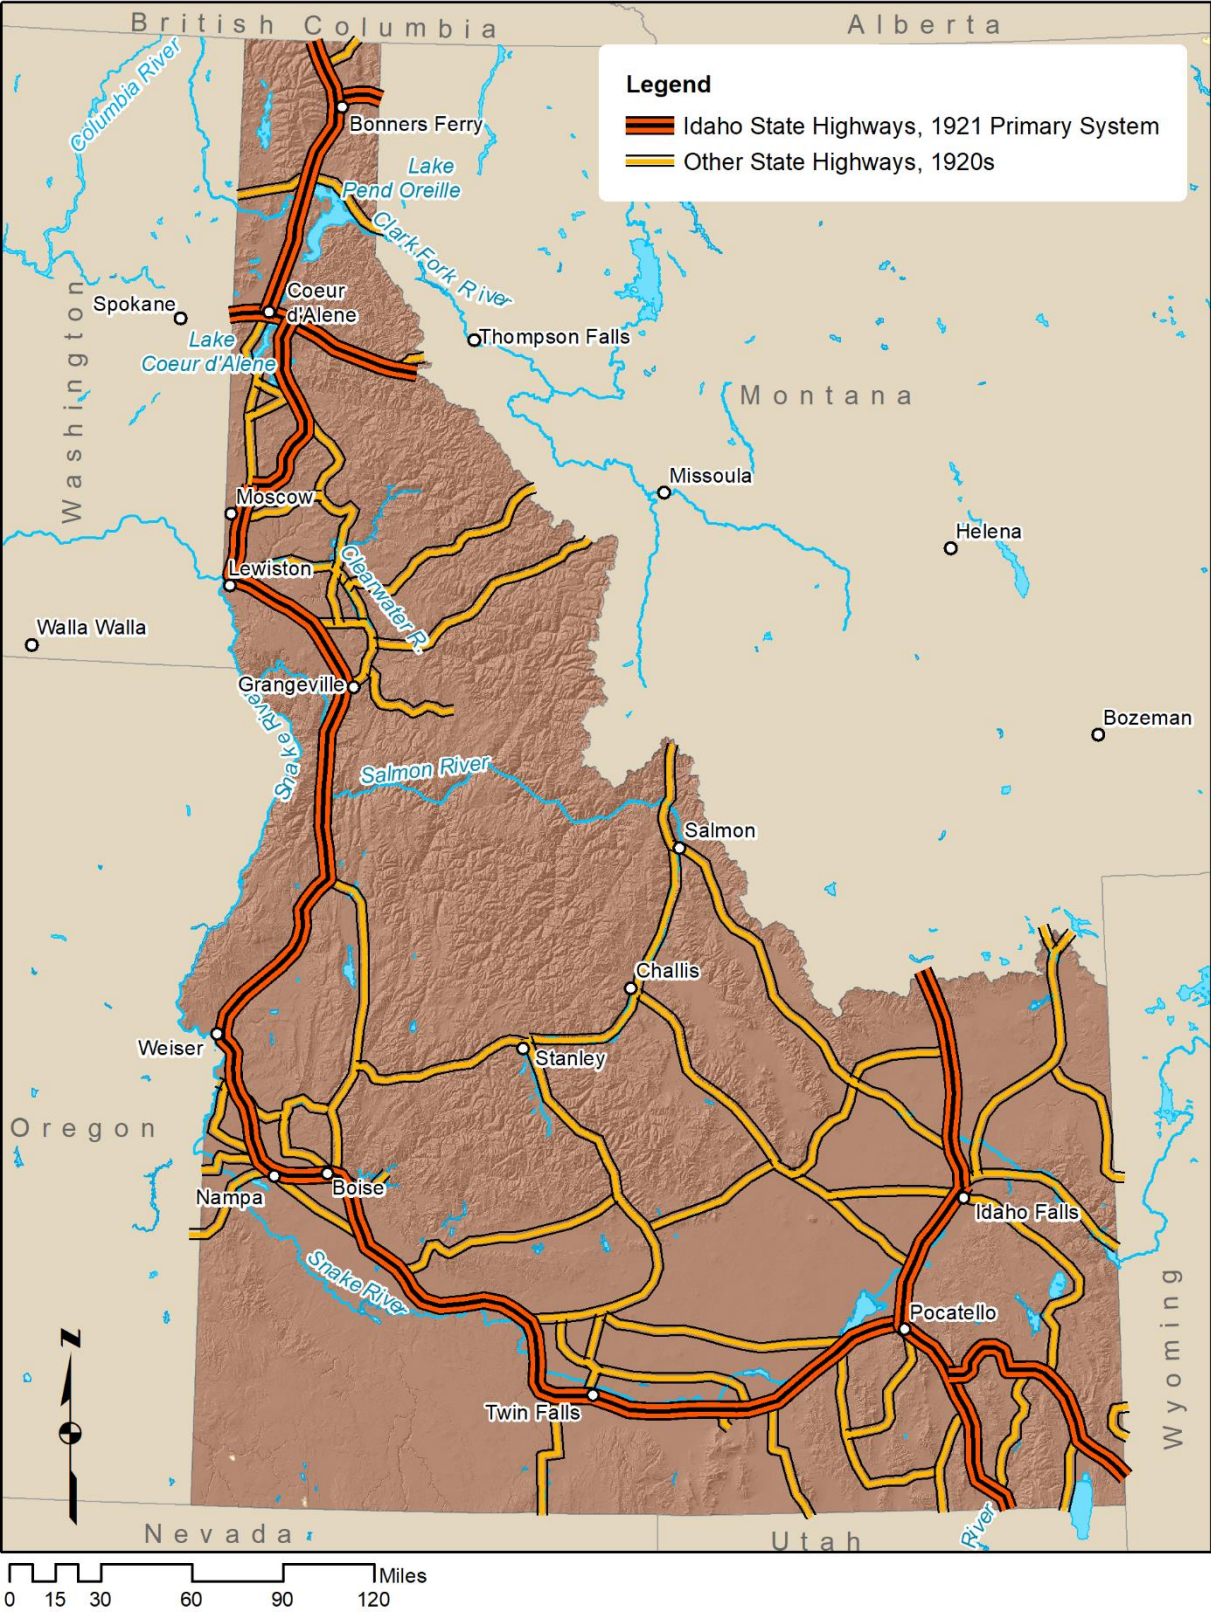 British Columbia
Alberta
Columbia River
Legend
Idaho State Highways, 1921 Primary System
Other State Highways, 1920s
Bonners Ferry
Lake
Pend Oreille
Clark Fork River
Spokane
Coeur
d'Alene
Lake
Coeur d'Alene
Thompson Falls
Washington
Montana
Missoula
Moscow
Helena
Lewiston
Clearwater R.
Walla Walla
Grangeville
Snake River
Bozeman
Salmon River
Salmon
Challis
Weiser
Stanley
Oregon
Nampa
Boise
Idaho Falls
Snake River
Pocatello
Wyoming
N
Twin Falls
Nevada
Utah
River
Miles
0 15 30 60 90 120